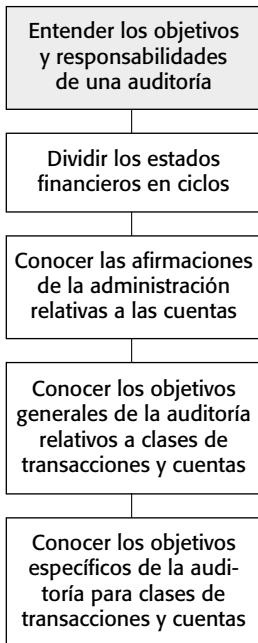 Entender los objetivos
y responsabilidades
de una auditoría
Dividir los estados
financieros en ciclos
Conocer las afirmaciones
de la administración
relativas a las cuentas
Conocer los objetivos
generales de la auditoría
relativos a clases de
transacciones y cuentas
Conocer los objetivos
específicos de la audi-
toría para clases de
transacciones y cuentas